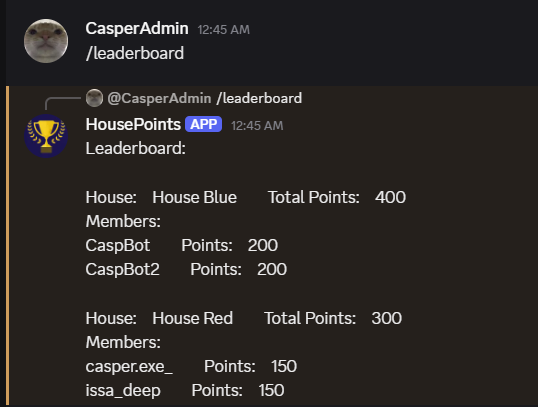 CasperAdmin 12:45 AM
/leaderboard
@CasperAdmin /leaderboard
HousePoints APP 12:45 AM
Leaderboard:
House: House Blue Total Points: 400
Members:
CaspBot Points: 200
CaspBot2 Points: 200
House: House Red Total Points: 300
Members:
casper.exe_ Points: 150
issa_deep Points: 150